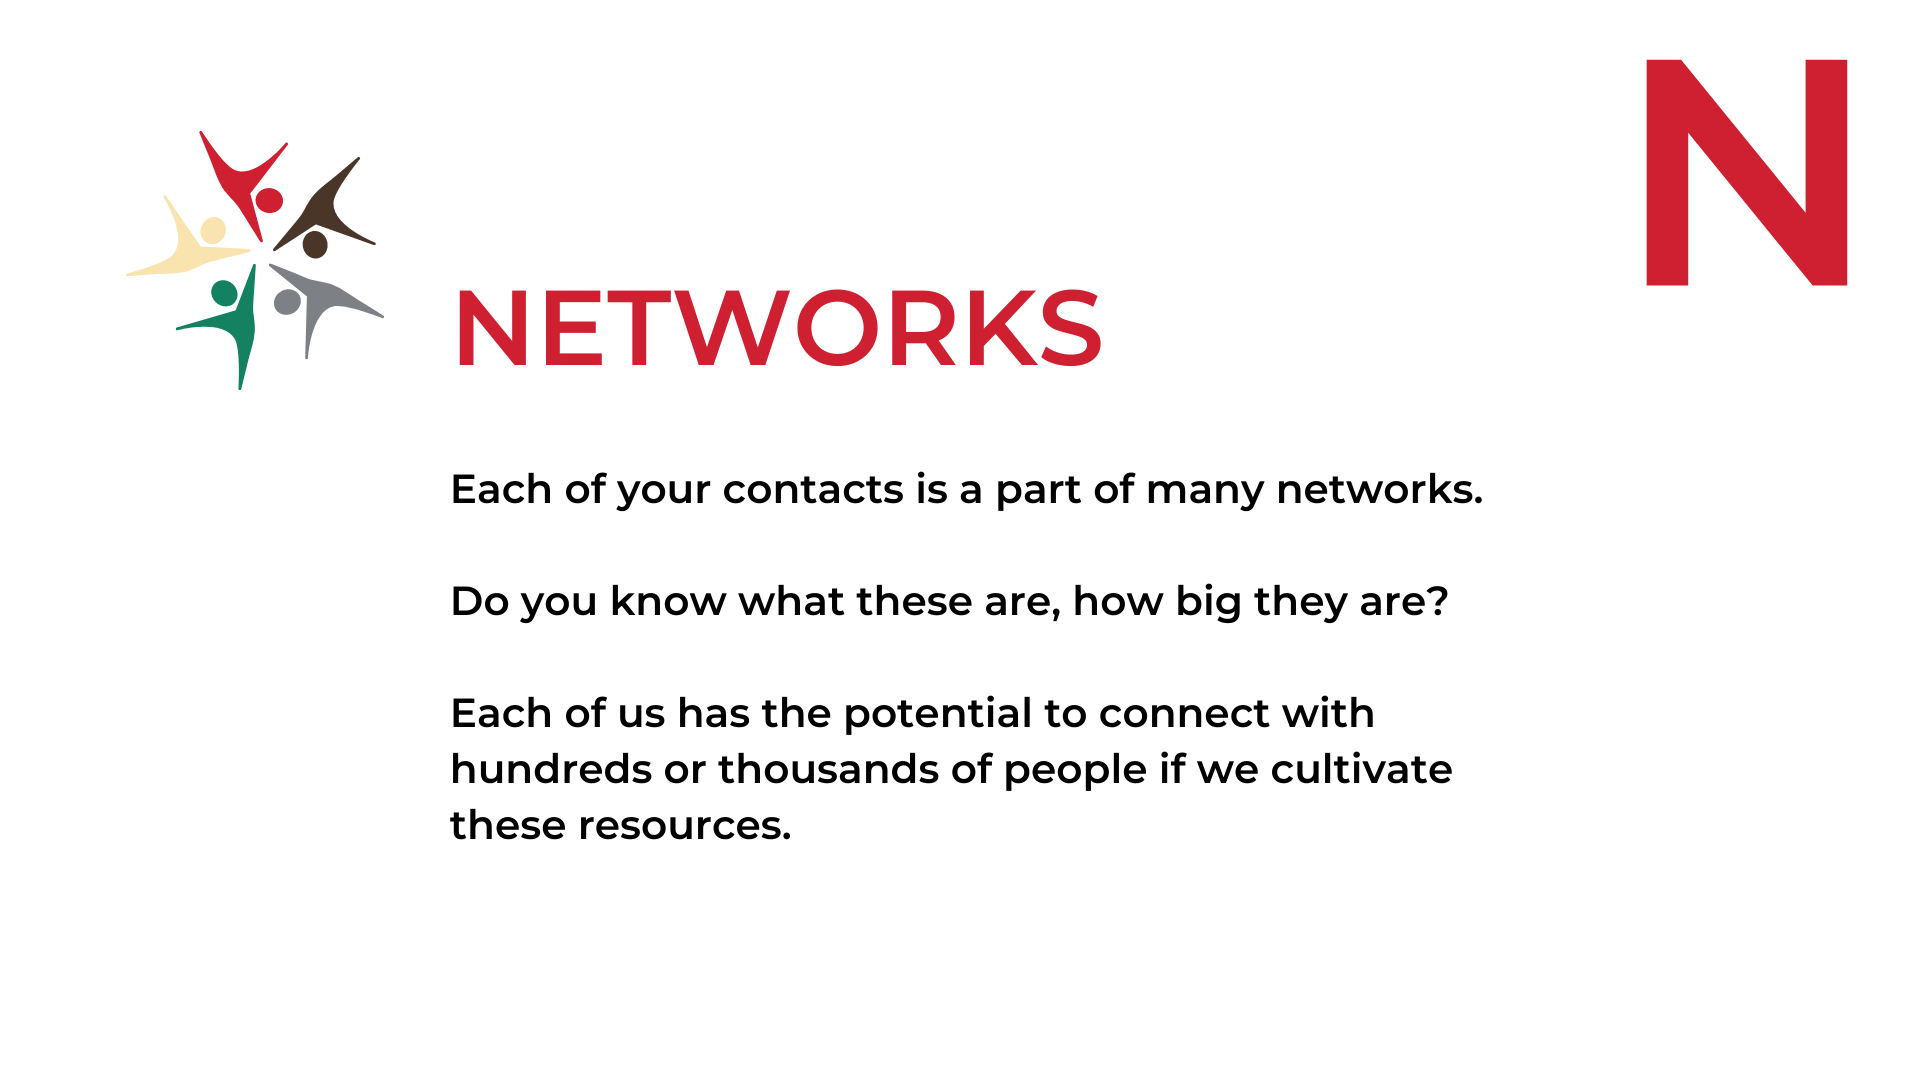 N
NETWORKS
Each of your contacts is a part of many networks.
Do you know what these are, how big they are?
Each of us has the potential to connect with
hundreds or thousands of people if we cultivate
these resources.